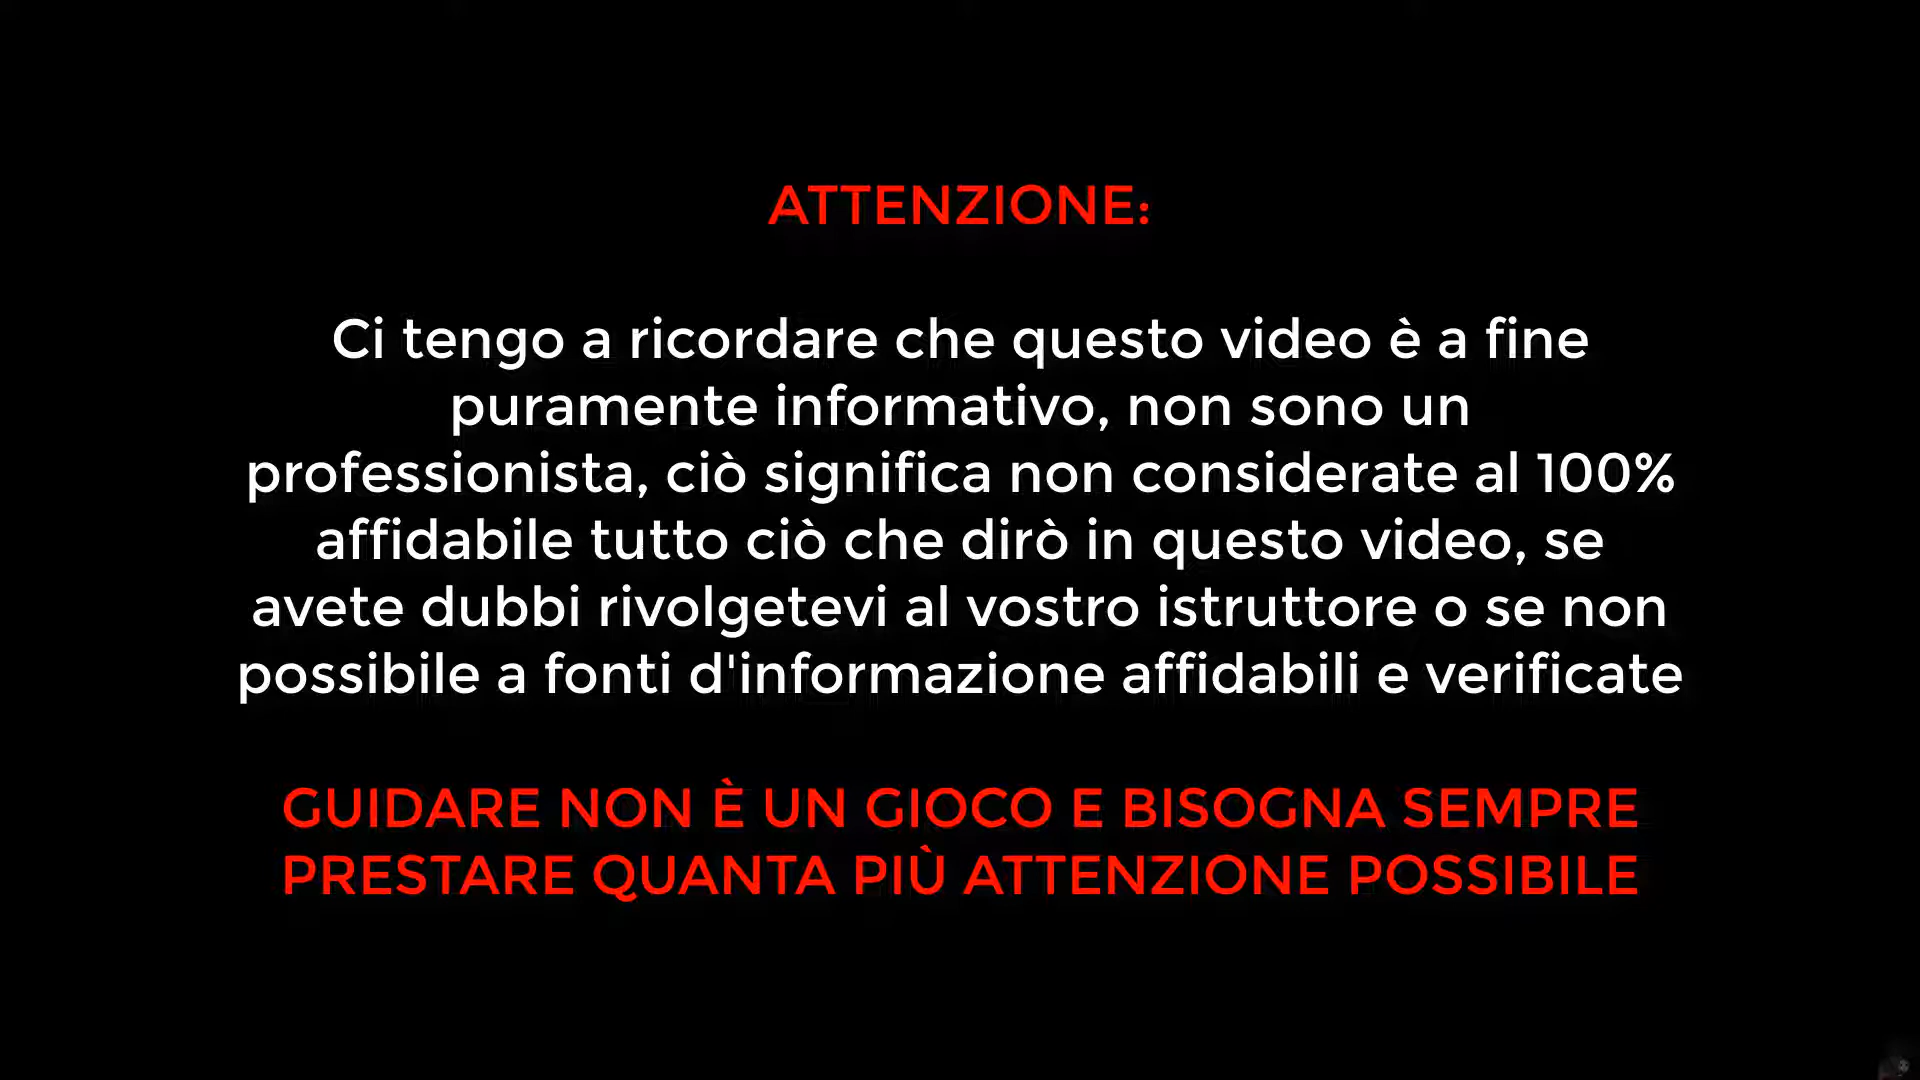 ATTENZIONE:
Ci tengo a ricordare che questo video è a fine
puramente informativo, non sono un
professionista, ciò significa non considerate al 100%
affidabile tutto ciò che dirò in questo video, se
avete dubbi rivolgetevi al vostro istruttore o se non
possibile a fonti d'informazione affidabili e verificate
GUIDARE NON È UN GIOCO E BISOGNA SEMPRE
PRESTARE QUANTA PIÙ ATTENZIONE POSSIBILE